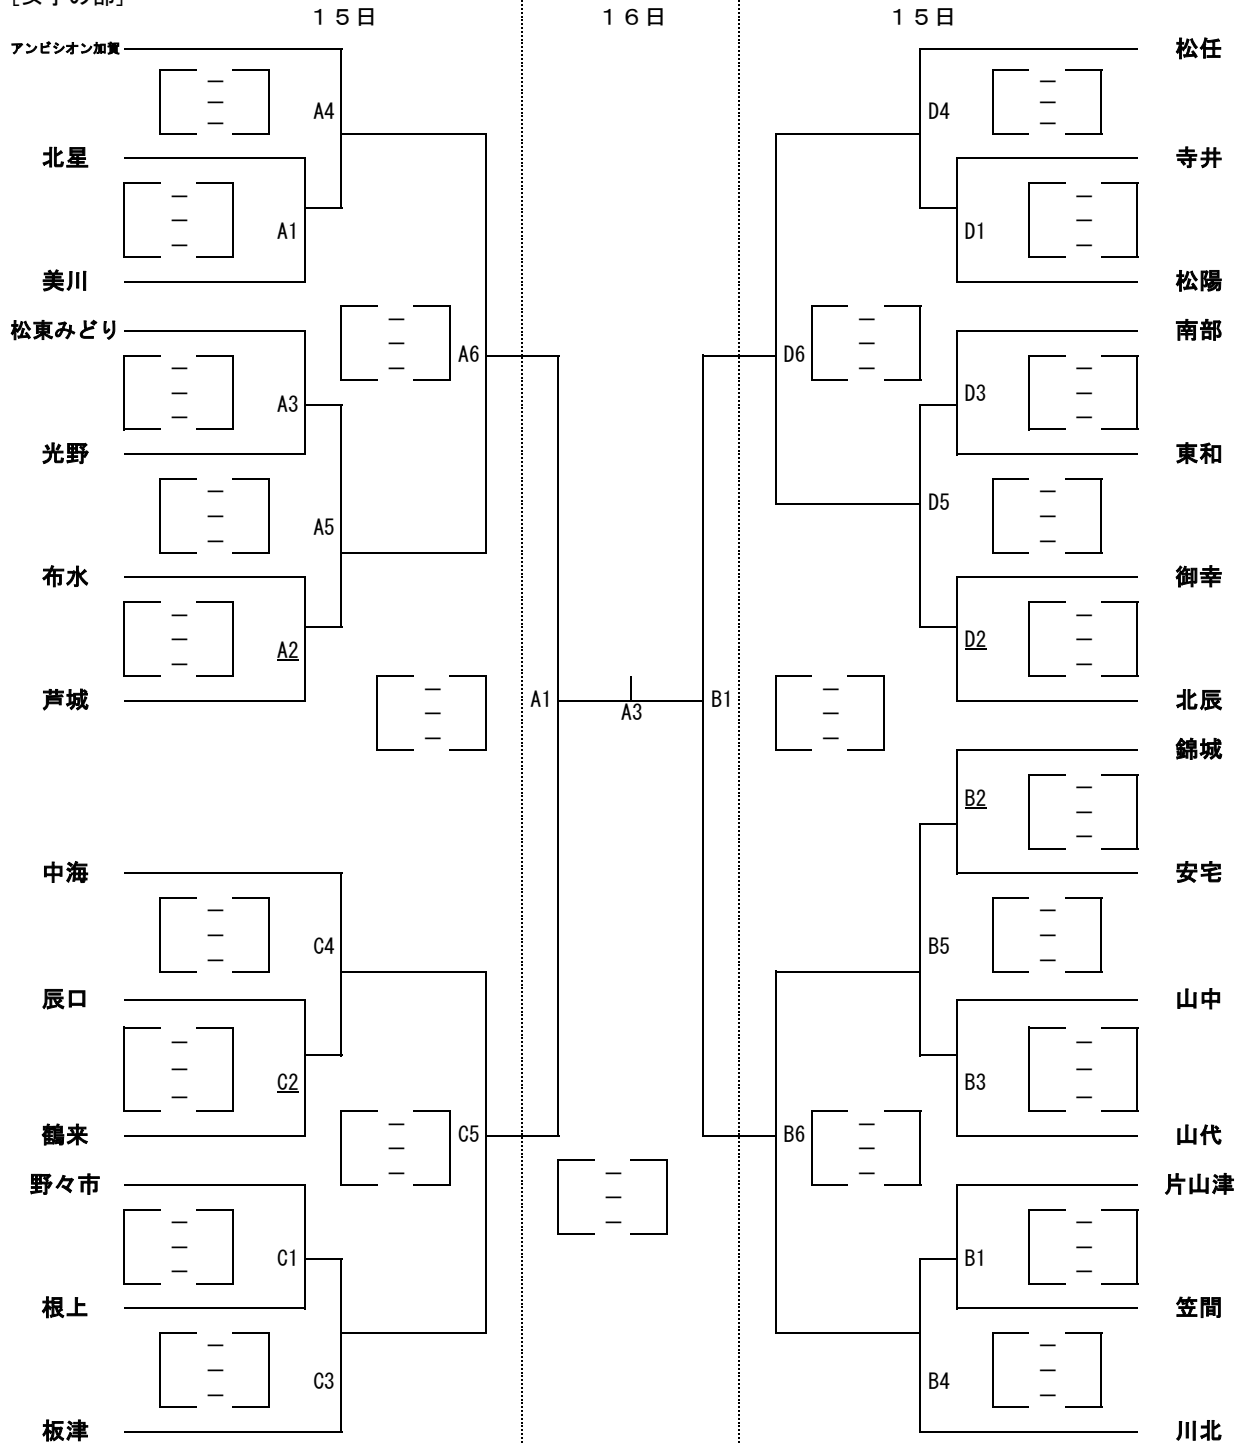 [女子の部]
１５日 １６日 １５日
アンビシオン加賀 松任
A4 D4
北星 寺井
A1 D1
美川 松陽
松東みどり 南部
A6 D6
A3 D3
光野 東和
A5 D5
布水 御幸
A2 D2
芦城 A1 A3 B1 北辰
錦城
B2
中海 安宅
C4 B5
辰口 山中
C2 B3
鶴来 C5 B6 山代
野々市 片山津
C1 B1
根上 笠間
C3 B4
板津 川北